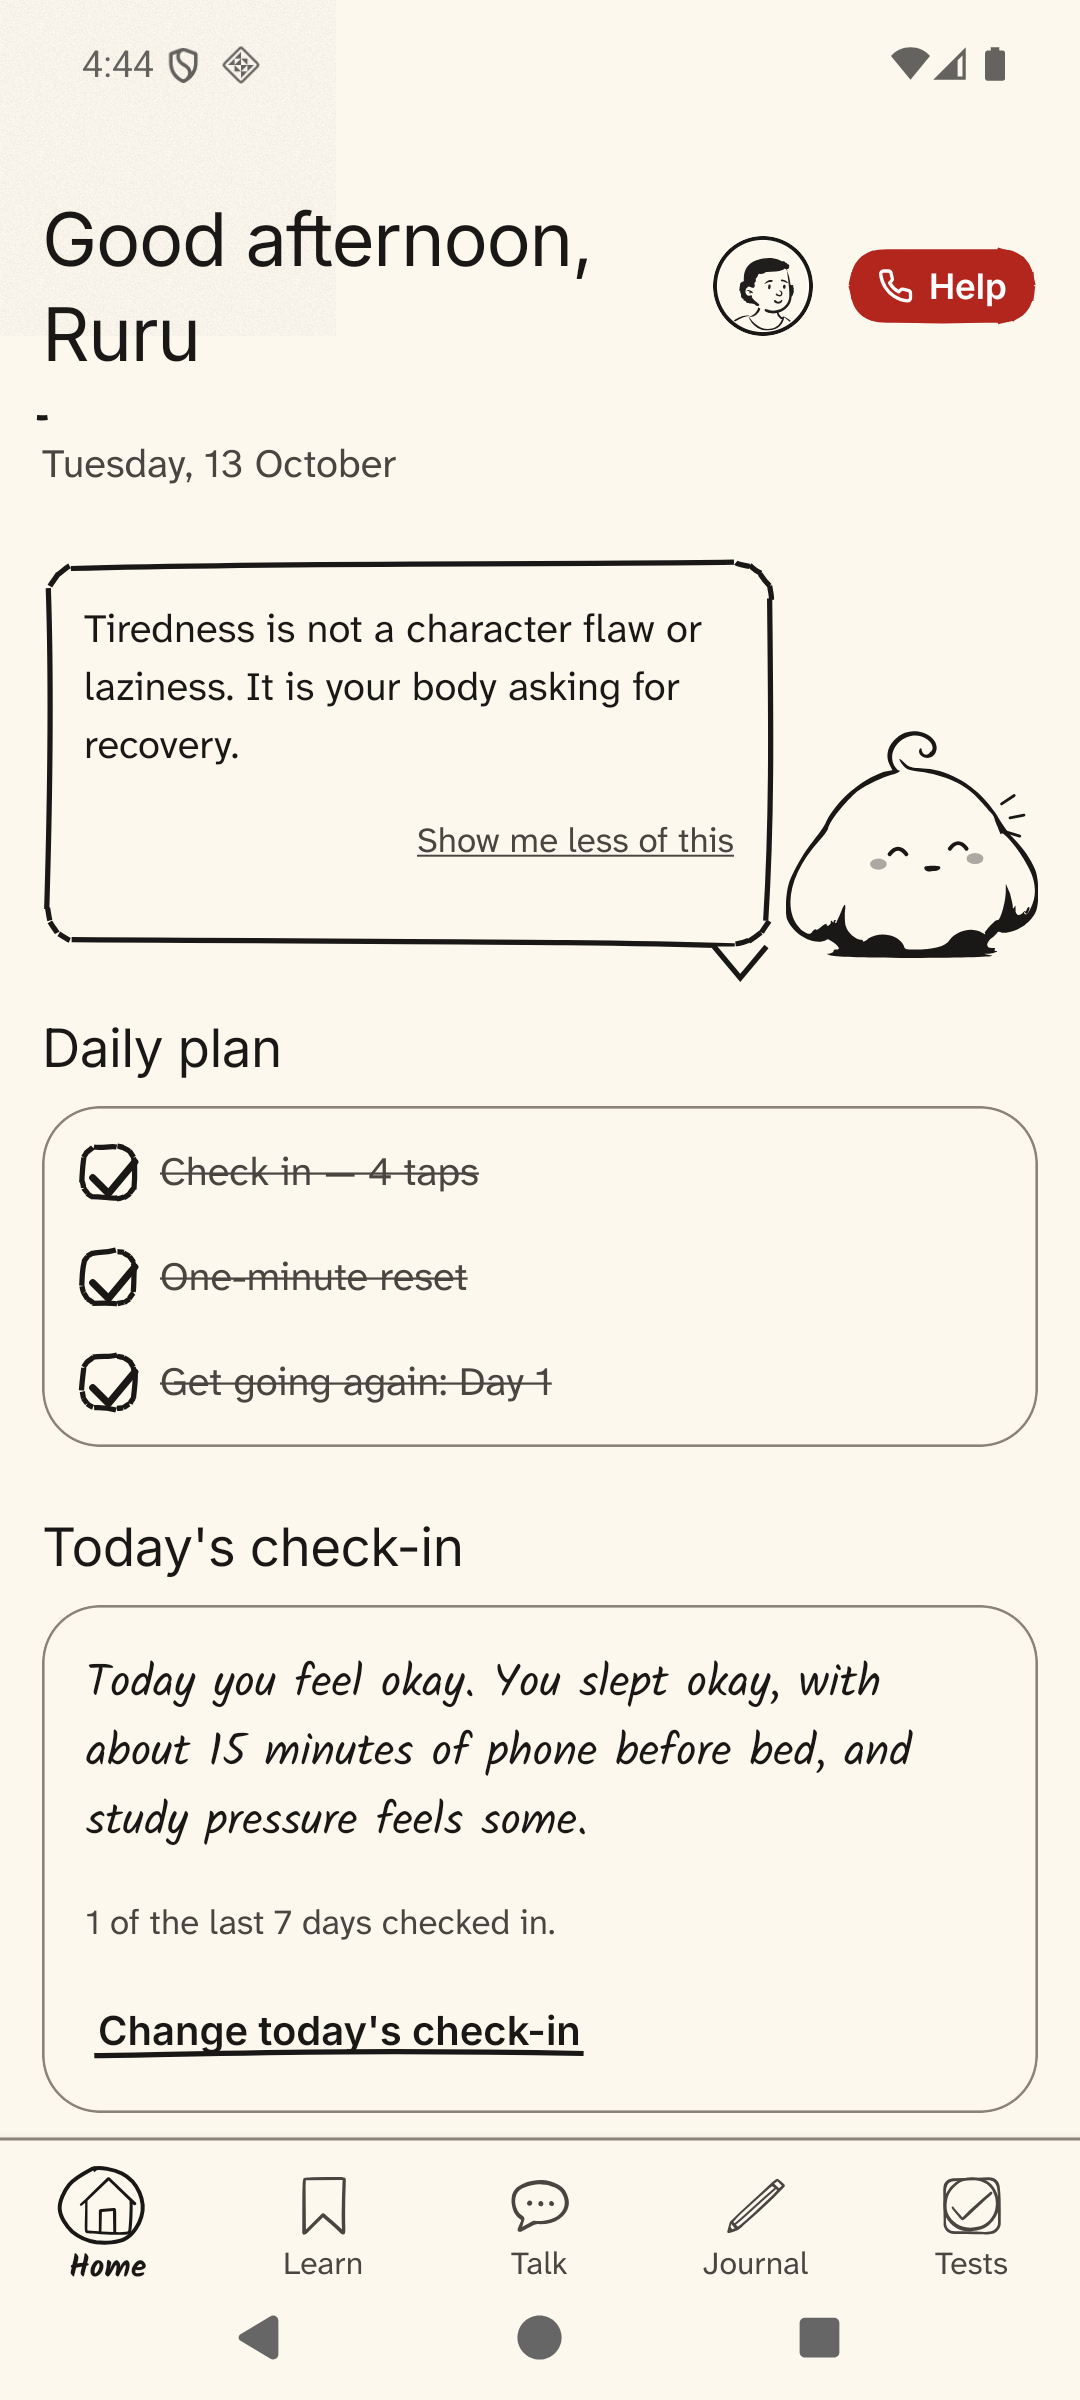 4:44
Good afternoon,
Ruru
Help
Tuesday, 13 October
Tiredness is not a character flaw or
laziness. It is your body asking for
recovery.
Show me less of this
Daily plan
Check in — 4 taps
One-minute reset
Get going again: Day 1
Today's check-in
Today you feel okay. You slept okay, with
about 15 minutes of phone before bed, and
study pressure feels some.
1 of the last 7 days checked in.
Change today's check-in
Home
Learn
Talk
Journal
Tests